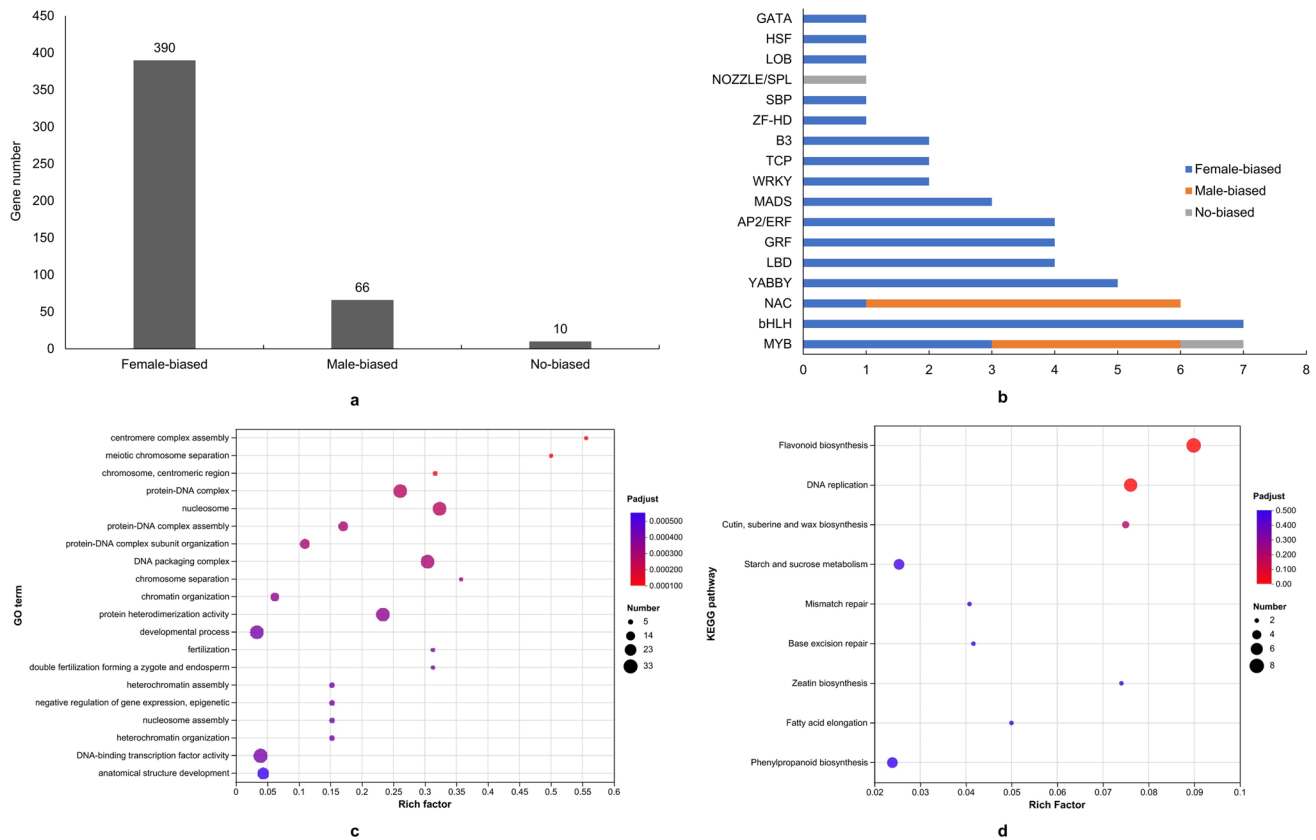 450
400
350
300
250
200
150
100
50
0
Gene number
390
66
10
Female-biased
Male-biased
No-biased
a
GATA
HSF
LOB
NOZZLE/SPL
SBP
ZF-HD
B3
TCP
WRKY
MADS
AP2/ERF
GRF
LBD
YABBY
NAC
bHLH
MYB
0 1 2 3 4 5 6 7 8
Female-biased
Male-biased
No-biased
b
GO term
centromere complex assembly
meiotic chromosome separation
chromosome, centromeric region
protein-DNA complex
nucleosome
protein-DNA complex assembly
protein-DNA complex subunit organization
DNA packaging complex
chromosome separation
chromatin organization
protein heterodimerization activity
developmental process
fertilization
double fertilization forming a zygote and endosperm
heterochromatin assembly
negative regulation of gene expression, epigenetic
nucleosome assembly
heterochromatin organization
DNA-binding transcription factor activity
anatomical structure development
0 0.05 0.1 0.15 0.2 0.25 0.3 0.35 0.4 0.45 0.5 0.55 0.6
Rich factor
Padjust
0.000500
0.000400
0.000300
0.000200
0.000100
Number
5
14
23
33
c
KEGG pathway
Flavonoid biosynthesis
DNA replication
Cutin, suberine and wax biosynthesis
Starch and sucrose metabolism
Mismatch repair
Base excision repair
Zeatin biosynthesis
Fatty acid elongation
Phenylpropanoid biosynthesis
0.02 0.03 0.04 0.05 0.06 0.07 0.08 0.09 0.1
Rich Factor
Padjust
0.500
0.400
0.300
0.200
0.100
0.00
Number
2
4
6
8
d